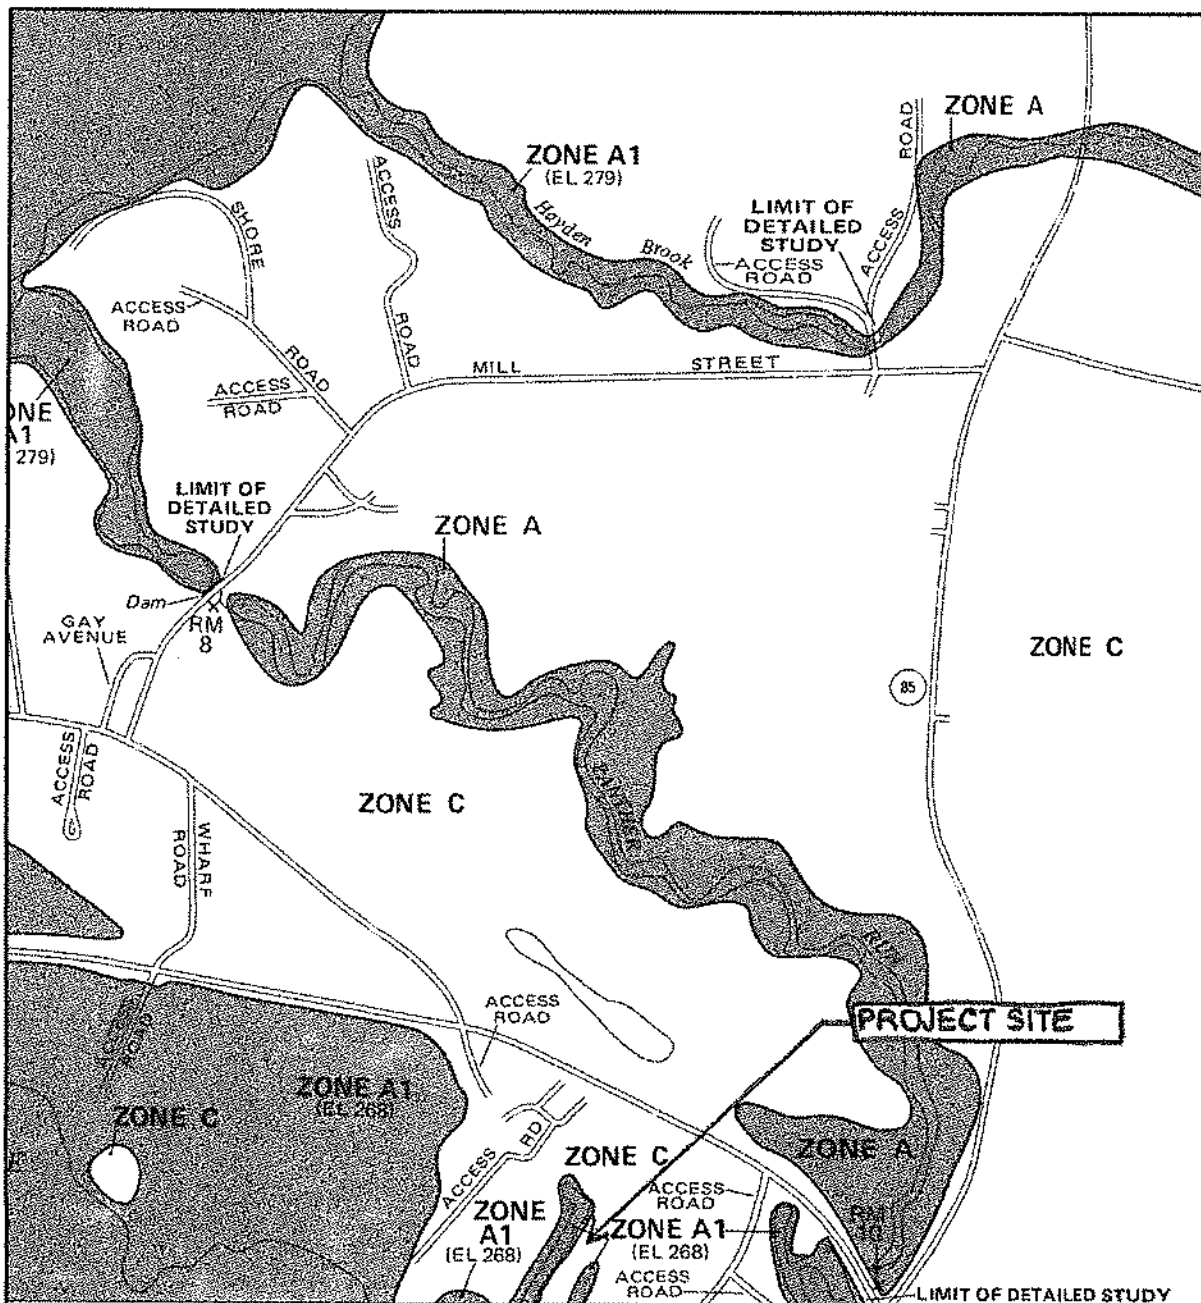 ZONE A
ROAD
ZONE A1
(EL 279)
ACCESS
ROAD
SHORE
ROAD
Hayden Brook
LIMIT OF
DETAILED
STUDY
ACCESS
ACCESS
ROAD
ACCESS
ROAD
MILL STREET
ACCESS
ROAD
A1
279)
LIMIT OF
DETAILED
STUDY
ZONE A
Dam
RM
8
GAY
AVENUE
ZONE C
85
ACCESS
ROAD
ZONE C
PANTHER
RUN
WHARF
ROAD
ACCESS
ROAD
ACCESS
ROAD
PROJECT SITE
ZONE A1
(EL 268)
ZONE C
ACCESS RD
ZONE C
ZONE A
ACCESS
ROAD
ZONE
A1
(EL 268)
ZONE A1
(EL 268)
RM
10
ACCESS
ROAD
LIMIT OF DETAILED STUDY